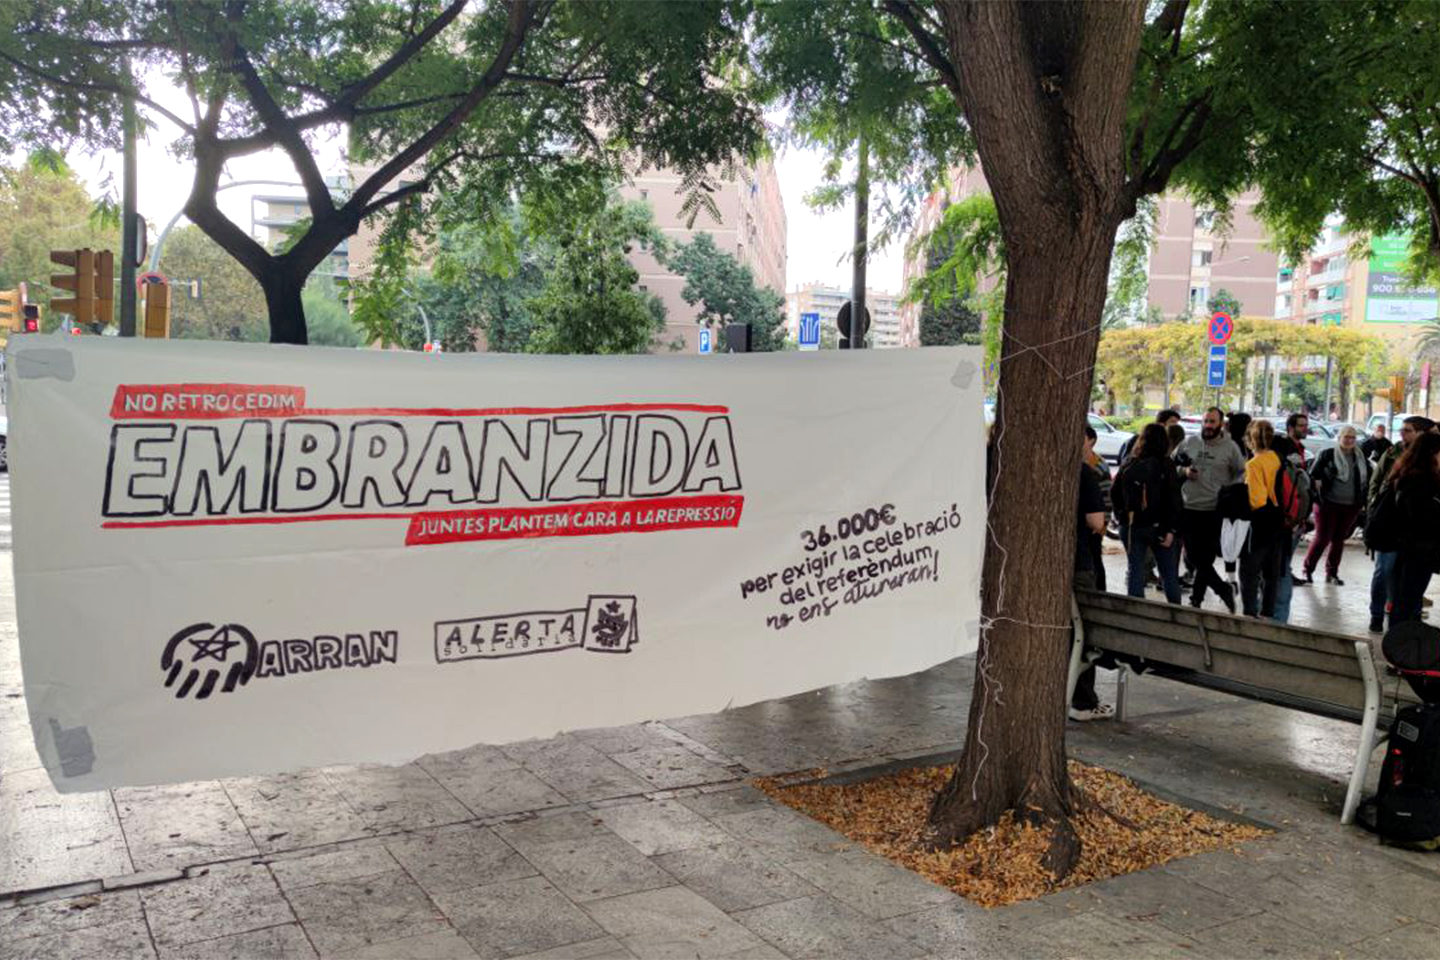 NO RETROCEDIM
EMBRANZIDA
JUNTES PLANTEM CARA A LA REPRESSIÓ
36.000€
per exigir la celebració
del referèndum
no ens aturaran!
ARRAN
ALERTA
solidària
P
900